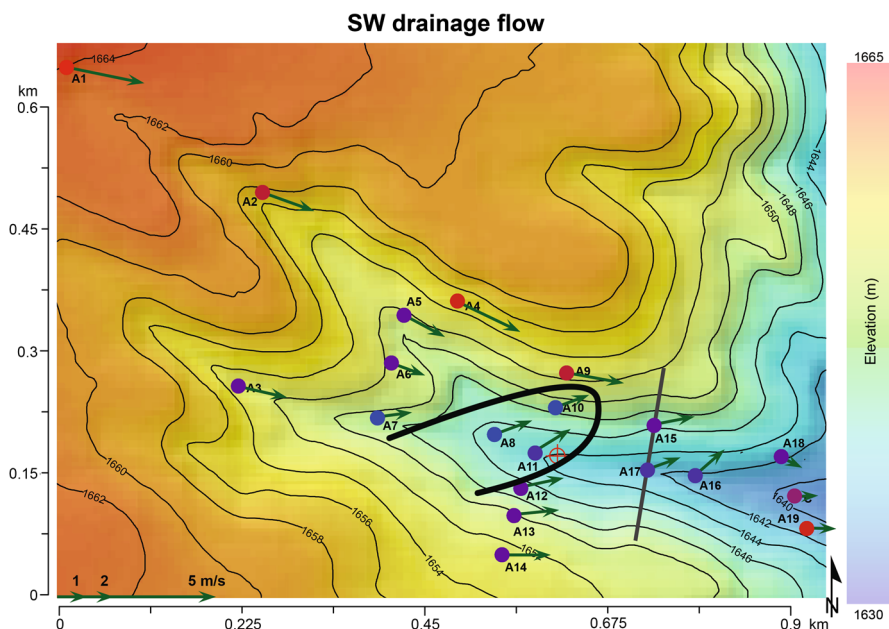 SW drainage flow
1665
km
1664
A1
0.6
1662
1660
1644
1646
1648
1650
A2
0.45
A5
A4
0.3
A9
A6
A3
A10
A7
A8
A15
A18
A11
A17
A16
0.15
1660
A12
1640
1662
A13
A19
1656
1642
1644
1658
1646
A14
1654
1 2 5 m/s
0
N
0 0.225 0.45 0.675 0.9 km
Elevation (m)
1630